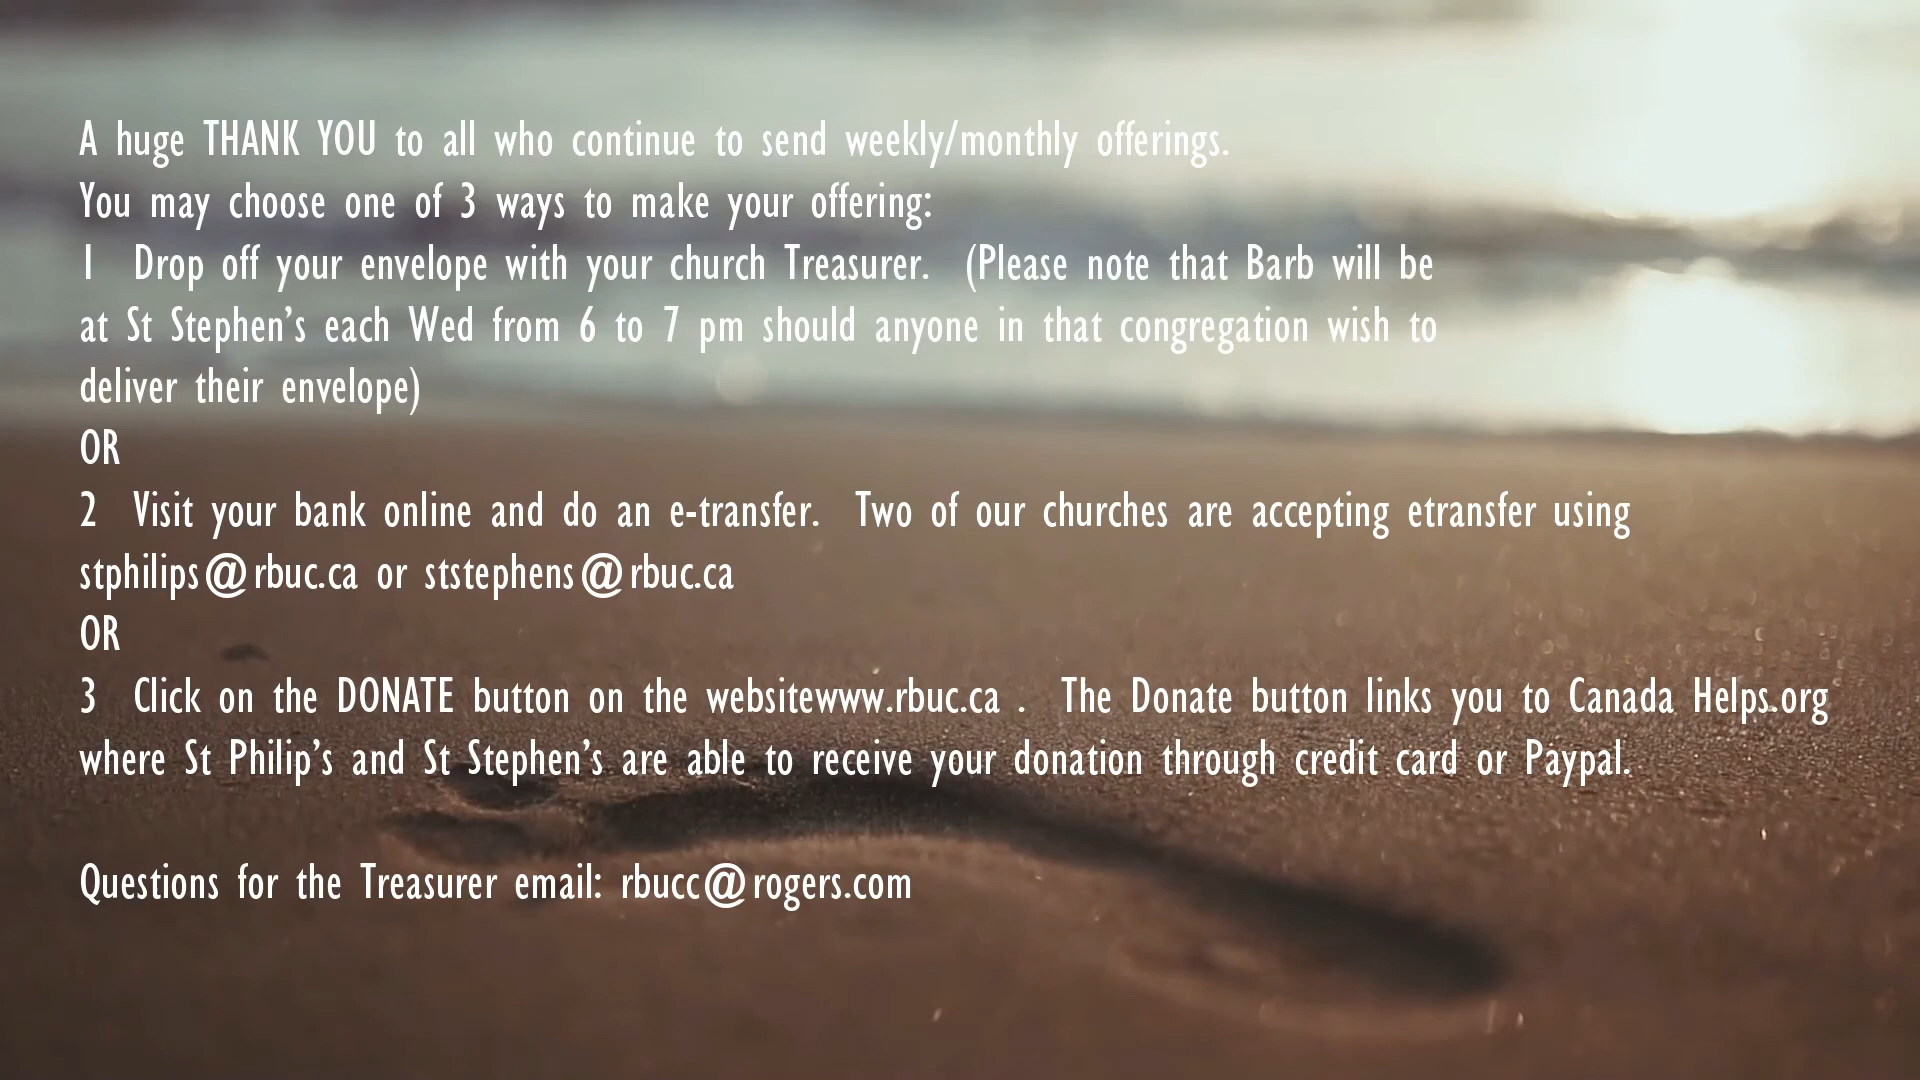 A huge THANK YOU to all who continue to send weekly/monthly offerings.
You may choose one of 3 ways to make your offering:
1 Drop off your envelope with your church Treasurer. (Please note that Barb will be
at St Stephen’s each Wed from 6 to 7 pm should anyone in that congregation wish to
deliver their envelope)
OR
2 Visit your bank online and do an e-transfer. Two of our churches are accepting etransfer using
stphilips@rbuc.ca or ststephens@rbuc.ca
OR
3 Click on the DONATE button on the websitewww.rbuc.ca . The Donate button links you to Canada Helps.org
where St Philip’s and St Stephen’s are able to receive your donation through credit card or Paypal.
Questions for the Treasurer email: rbucc@rogers.com